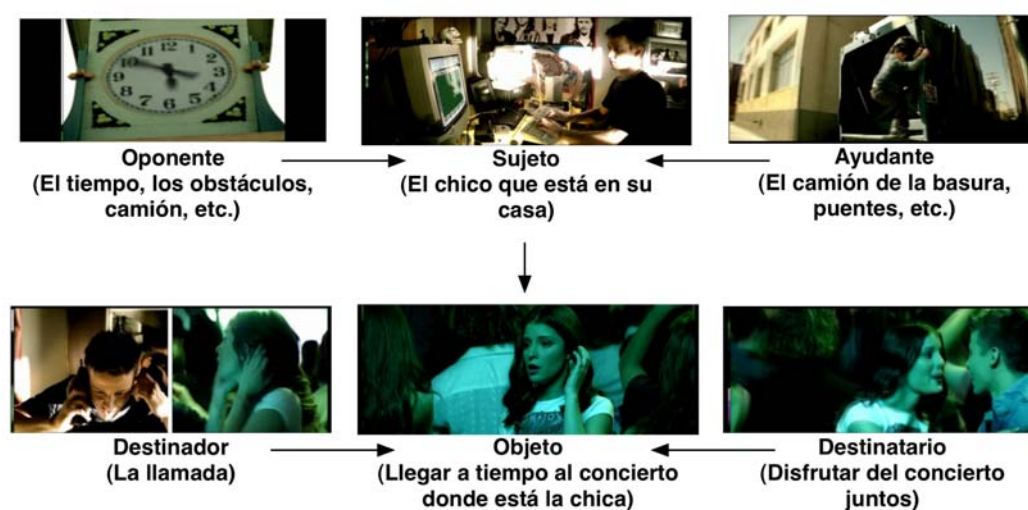 Oponente
(El tiempo, los obstáculos,
camión, etc.)
Sujeto
(El chico que está en su
casa)
Ayudante
(El camión de la basura,
puentes, etc.)
Destinador
(La llamada)
Objeto
(Llegar a tiempo al concierto
donde está la chica)
Destinatario
(Disfrutar del concierto
juntos)